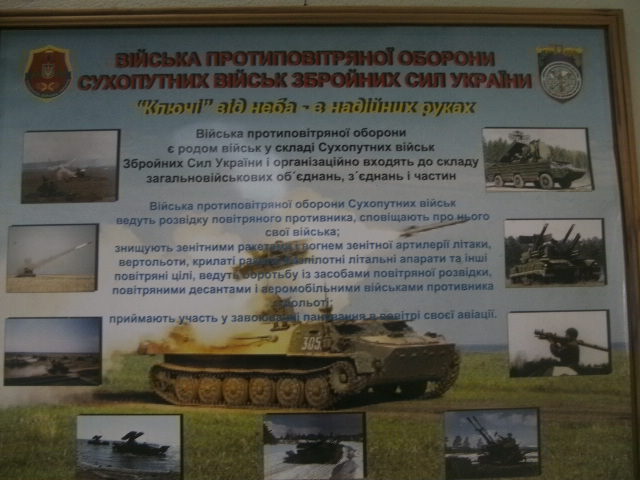 ВІЙСЬКА ПРОТИПОВІТРЯНОЇ ОБОРОНИ
СУХОПУТНИХ ВІЙСЬК ЗБРОЙНИХ СИЛ УКРАЇНИ
"Ключі" від неба - в надійних руках
Війська протиповітряної оборони
є родом військ у складі Сухопутних військ
Збройних Сил України і організаційно входять до складу
загальновійськових об´єднань, з´єднань і частин
Війська протиповітряної оборони Сухопутних військ
ведуть розвідку повітряного противника, сповіщають про нього
свої війська;
знищують зенітними ракетами і вогнем зенітної артилерії літаки,
вертольоти, крилаті ракети, безпілотні літальні апарати та інші
повітряні цілі, ведуть боротьбу із засобами повітряної розвідки,
повітряними десантами і аеромобільними військами противника
польоті;
приймають участь у завоюванні панування в повітрі своєї авіації.
305